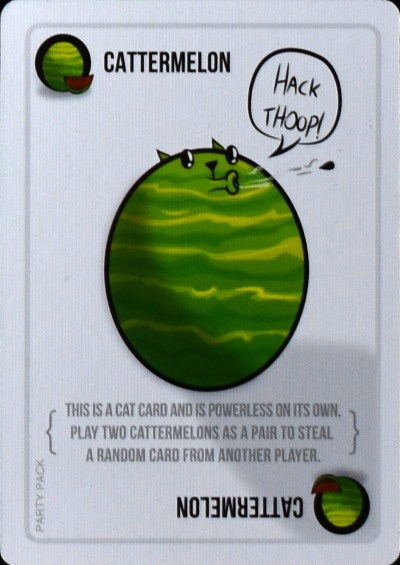 CATTERMELON
HACK
THOOP!
THIS IS A CAT CARD AND IS POWERLESS ON ITS OWN.
PLAY TWO CATTERMELONS AS A PAIR TO STEAL
A RANDOM CARD FROM ANOTHER PLAYER.
PARTY PACK
CATTERMELON